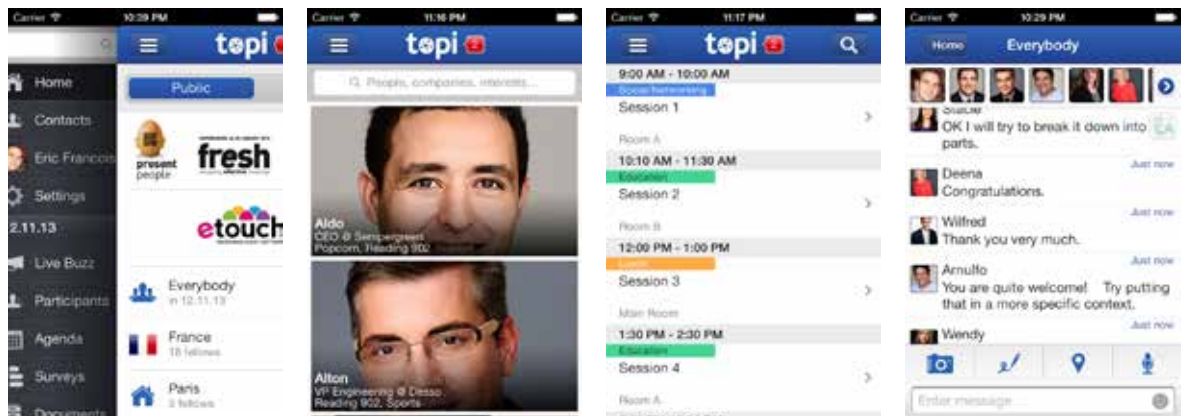 Carrier 10:29 PM
Home
Contacts
Eric Francois
Settings
2.11.13
Live Buzz
Participants
Agenda
Surveys
Documents
topi
Public
present
people
fresh
etouch
Everybody
in 12.11.13
France
18 fellows
Paris
3 fellows
Carrier 11:16 PM
topi
People, companies, interests...
Aldo
CEO @ Sempergreen
Popcorn, Reading 902
Alton
VP Engineering @ Desso
Reading 902, Sports
Carrier 11:17 PM
topi
9:00 AM - 10:00 AM
Social Networking
Session 1
Room A
10:10 AM - 11:30 AM
Education
Session 2
Room B
12:00 PM - 1:00 PM
Lunch
Session 3
Main Room
1:30 PM - 2:30 PM
Education
Session 4
Room A
Carrier 10:29 PM
Home Everybody
Stacie
OK I will try to break it down into
parts.
Just now
Deena
Congratulations.
Just now
Wilfred
Thank you very much.
Just now
Arnulfo
You are quite welcome! Try putting
that in a more specific context.
Just now
Wendy
Enter message...